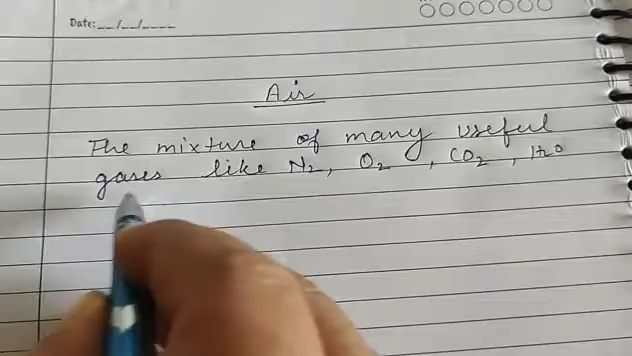 Date: __/__/____
Air
The mixture of many useful
gases like N₂, O₂ , CO₂ , H₂O